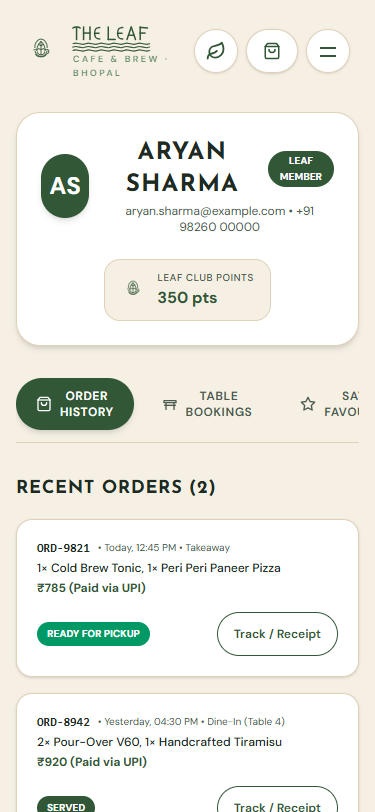 THE LEAF
CAFE & BREW ·
BHOPAL
AS
ARYAN
SHARMA
LEAF
MEMBER
aryan.sharma@example.com • +91
98260 00000
LEAF CLUB POINTS
350 pts
ORDER
HISTORY
TABLE
BOOKINGS
SA
FAVOU
RECENT ORDERS (2)
ORD-9821 • Today, 12:45 PM • Takeaway
1× Cold Brew Tonic, 1× Peri Peri Paneer Pizza
₹785 (Paid via UPI)
READY FOR PICKUP
Track / Receipt
ORD-8942 • Yesterday, 04:30 PM • Dine-In (Table 4)
2× Pour-Over V60, 1× Handcrafted Tiramisu
₹920 (Paid via UPI)
SERVED
Track / Receipt